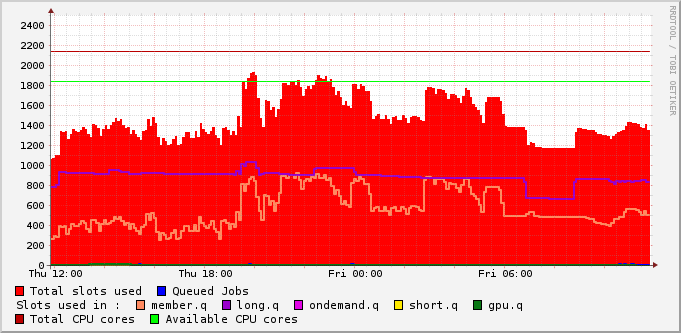 2400
2200
2000
1800
1600
1400
1200
1000
800
600
400
200
0
Thu 12:00 Thu 18:00 Fri 00:00 Fri 06:00
Total slots used Queued Jobs
Slots used in : member.q long.q ondemand.q short.q gpu.q
Total CPU cores Available CPU cores
RRDTOOL / TOBI OETIKER